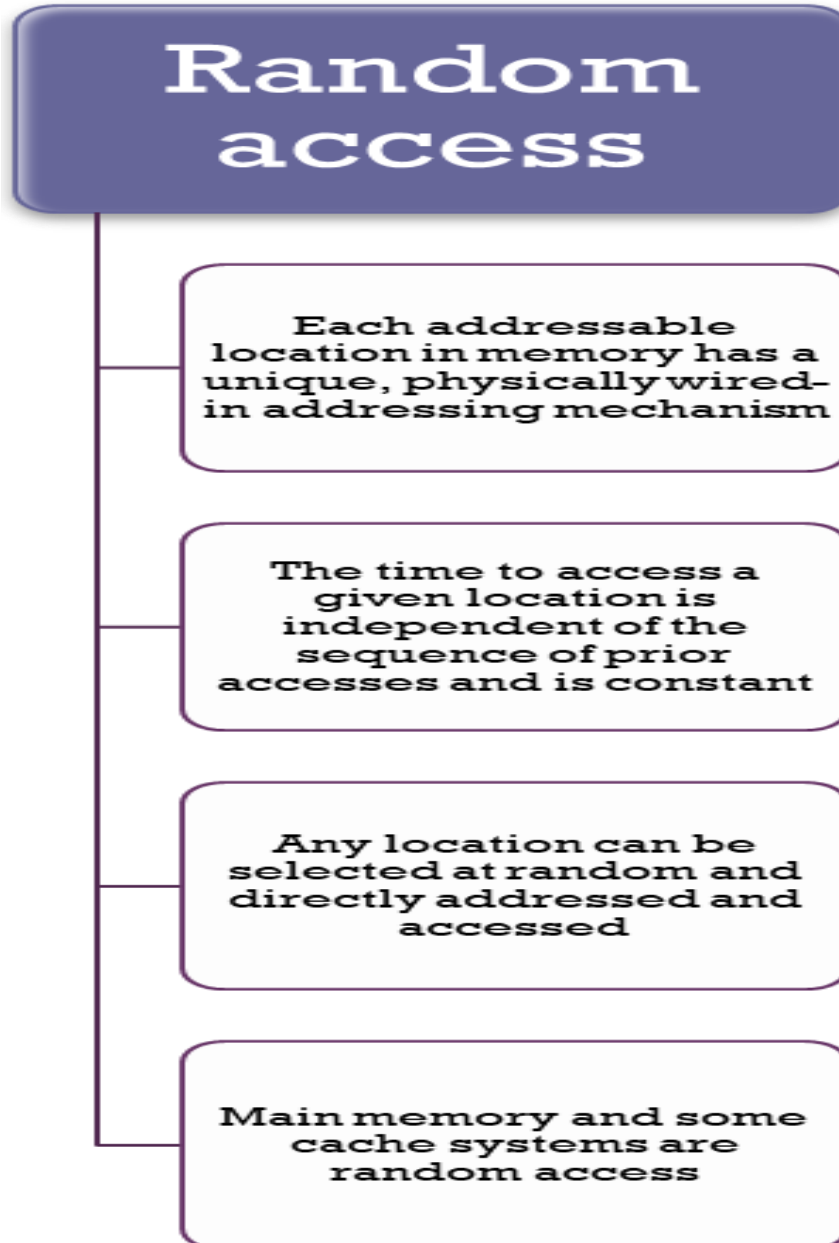 Random
access
Each addressable
location in memory has a
unique, physically wired-
in addressing mechanism
The time to access a
given location is
independent of the
sequence of prior
accesses and is constant
Any location can be
selected at random and
directly addressed and
accessed
Main memory and some
cache systems are
random access